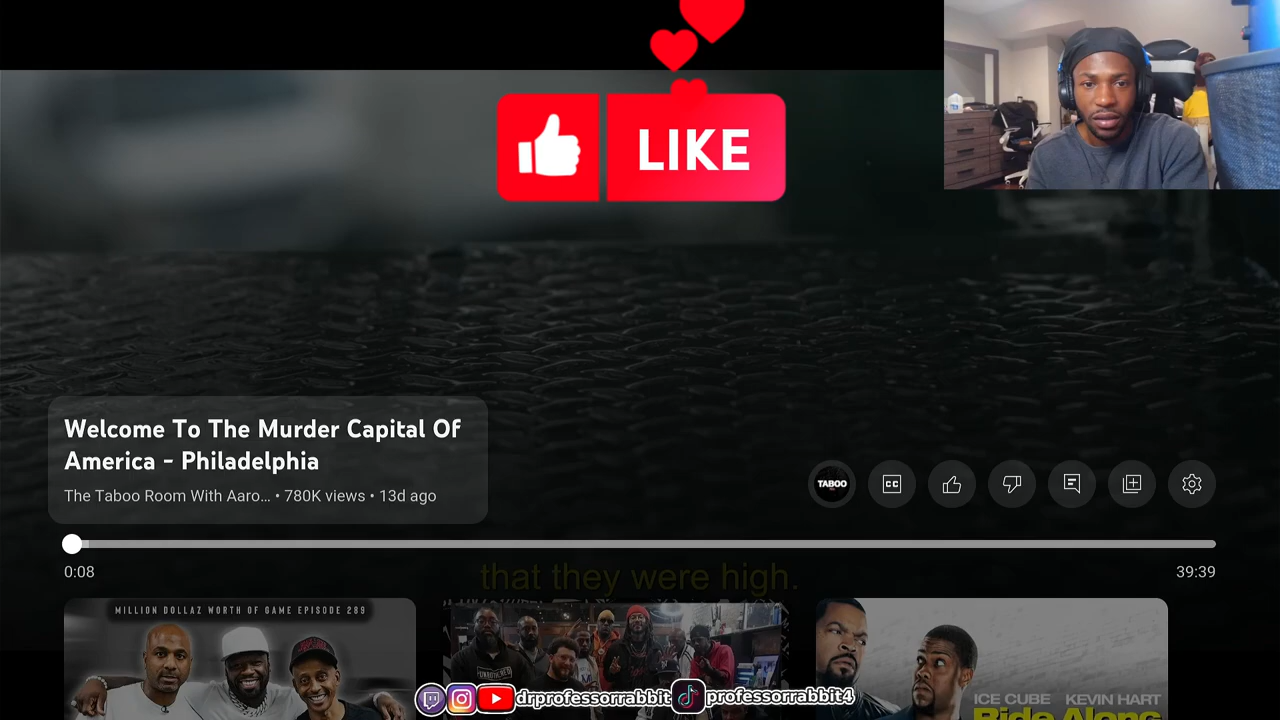 LIKE
Welcome To The Murder Capital Of
America - Philadelphia
The Taboo Room With Aaro... • 780K views • 13d ago
TABOO
CC
0:08
39:39
that they were high.
MILLION DOLLAZ WORTH OF GAME EPISODE 289
ICE CUBE KEVIN HART
Ride Along
drprofessorrabbit
professorrabbit4